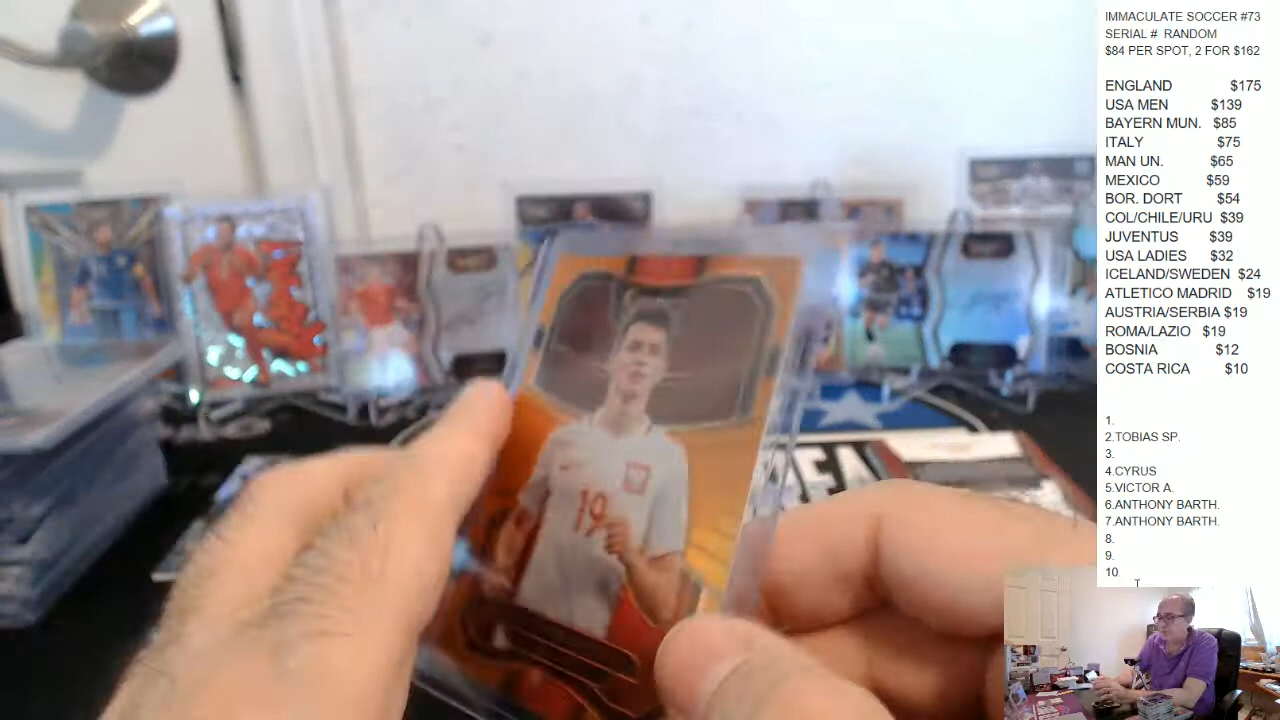 IMMACULATE SOCCER #73
SERIAL # RANDOM
$84 PER SPOT, 2 FOR $162
ENGLAND $175
USA MEN $139
BAYERN MUN. $85
ITALY $75
MAN UN. $65
MEXICO $59
BOR. DORT $54
COL/CHILE/URU $39
JUVENTUS $39
USA LADIES $32
ICELAND/SWEDEN $24
ATLETICO MADRID $19
AUSTRIA/SERBIA $19
ROMA/LAZIO $19
BOSNIA $12
COSTA RICA $10
1.
2.TOBIAS SP.
3.
4.CYRUS
5.VICTOR A.
6.ANTHONY BARTH.
7.ANTHONY BARTH.
8.
9.
10.
19